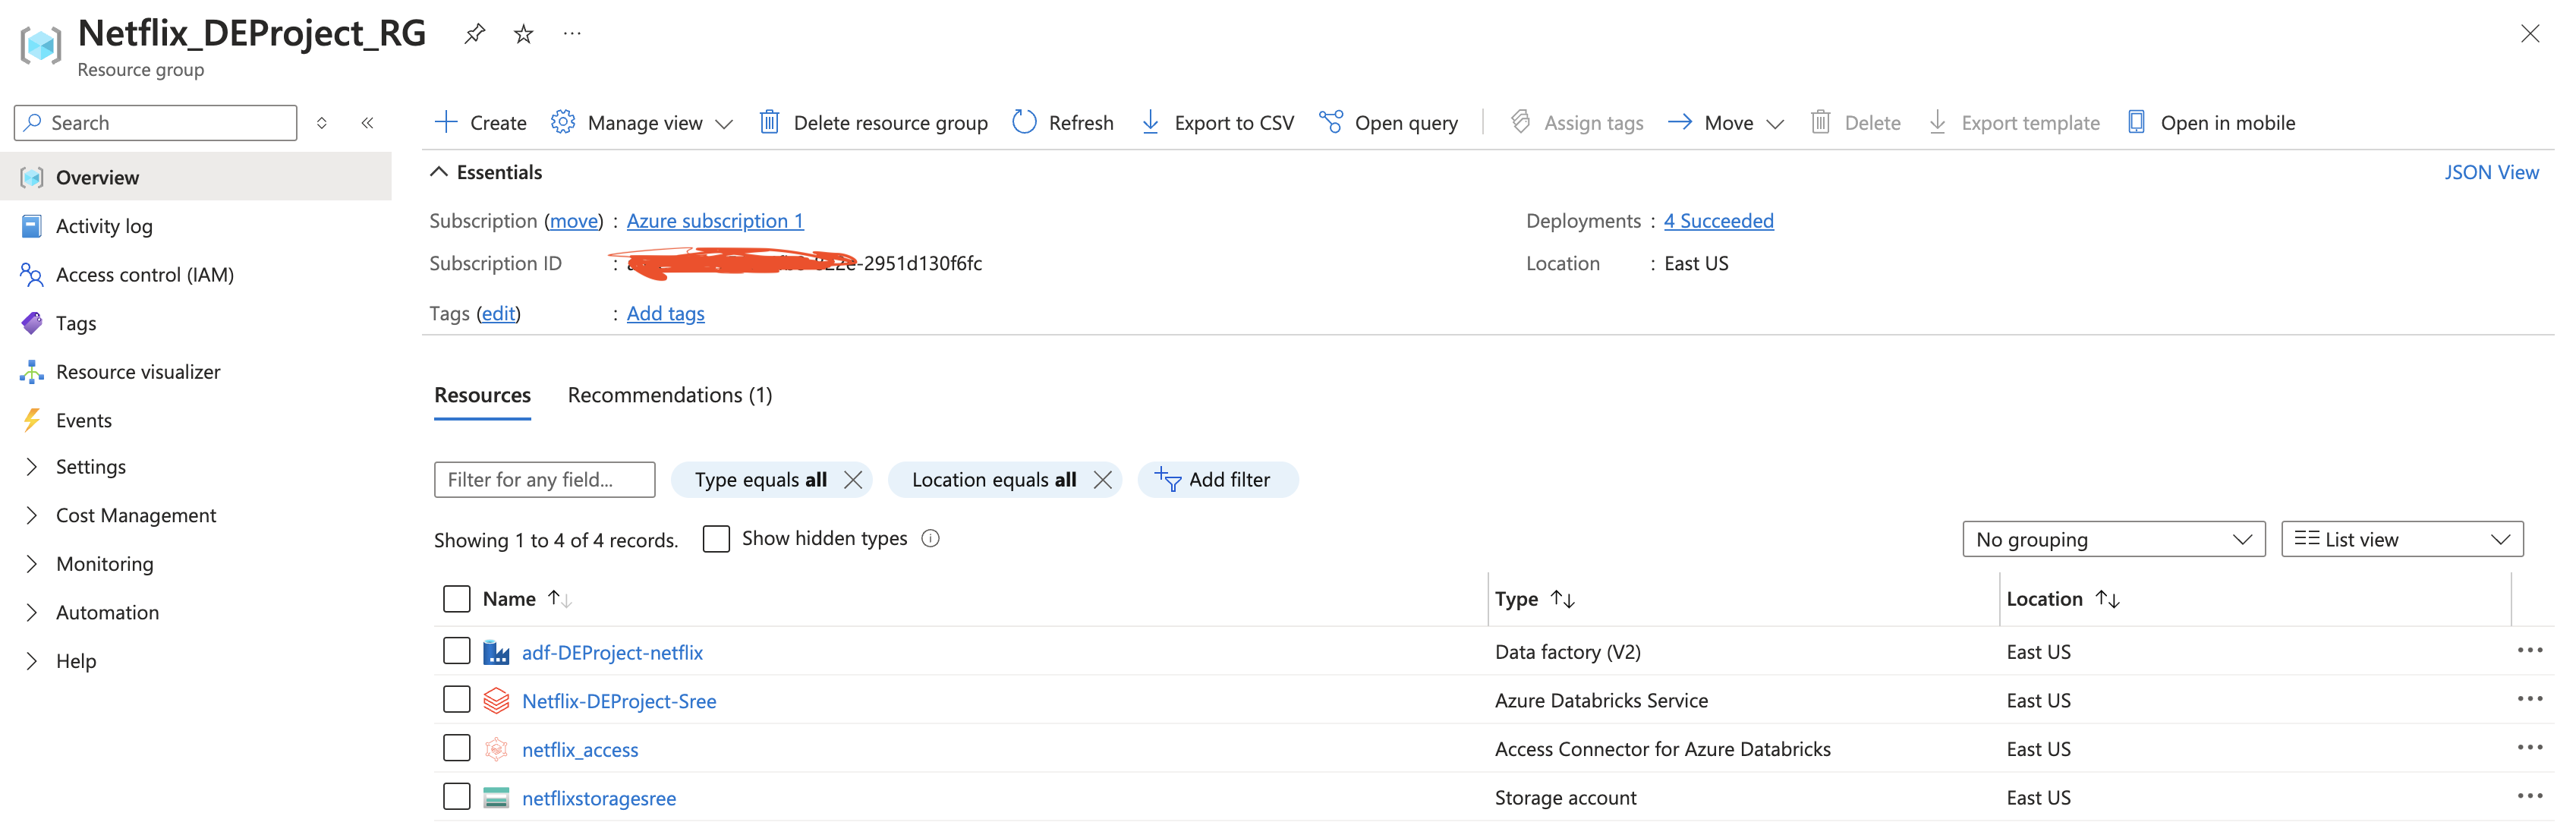 Netflix_DEProject_RG
Resource group
Search
Create Manage view Delete resource group Refresh Export to CSV Open query Assign tags Move Delete Export template Open in mobile
Overview
Activity log
Access control (IAM)
Tags
Resource visualizer
Events
Settings
Cost Management
Monitoring
Automation
Help
Essentials JSON View
Subscription (move) : Azure subscription 1 Deployments : 4 Succeeded
Subscription ID : -2951d130f6fc Location : East US
Tags (edit) : Add tags
Resources Recommendations (1)
Filter for any field... Type equals all Location equals all Add filter
Showing 1 to 4 of 4 records. Show hidden types No grouping List view
Name Type Location
adf-DEProject-netflix Data factory (V2) East US
Netflix-DEProject-Sree Azure Databricks Service East US
netflix_access Access Connector for Azure Databricks East US
netflixstoragesree Storage account East US